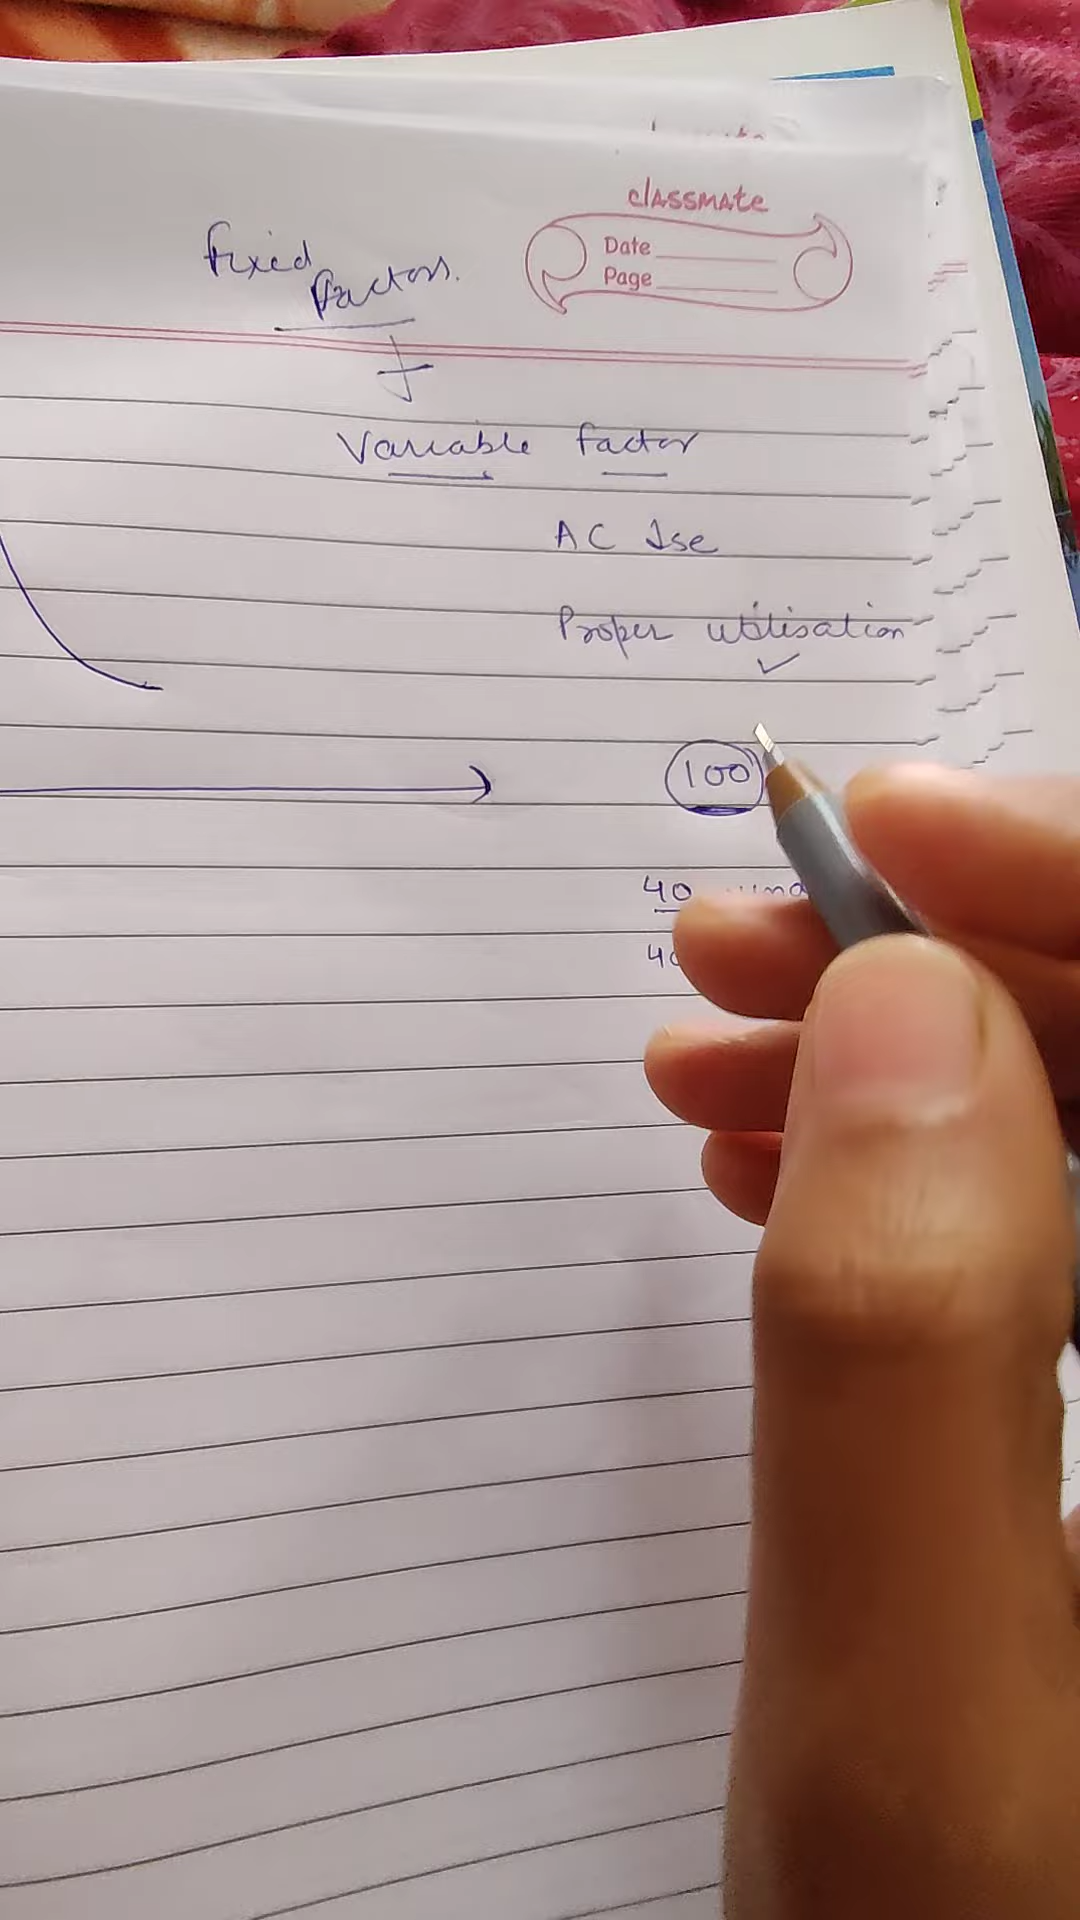 classmate
Date
Page
fixed
factors.
+
Variable factor
AC Ise
Proper utilisation
100
40